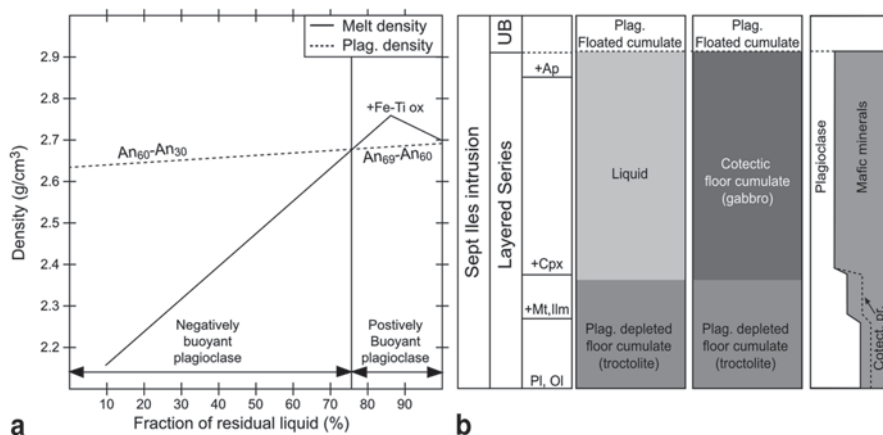 Melt density
Plag. density
2.9
2.8
2.7
2.6
2.5
2.4
2.3
2.2
Density (g/cm³)
+Fe-Ti ox
An₆₀-An₃₀
An₆₉-An₆₀
Negatively
buoyant
plagioclase
Postively
Buoyant
plagioclase
10 20 30 40 50 60 70 80 90
Fraction of residual liquid (%)
a
Sept Iles intrusion
UB
Layered Series
+Ap
+Cpx
+Mt,Ilm
Pl, Ol
Plag.
Floated cumulate
Liquid
Plag. depleted
floor cumulate
(troctolite)
Plag.
Floated cumulate
Cotectic
floor cumulate
(gabbro)
Plag. depleted
floor cumulate
(troctolite)
Plagioclase
Mafic minerals
Cotect. pr.
b